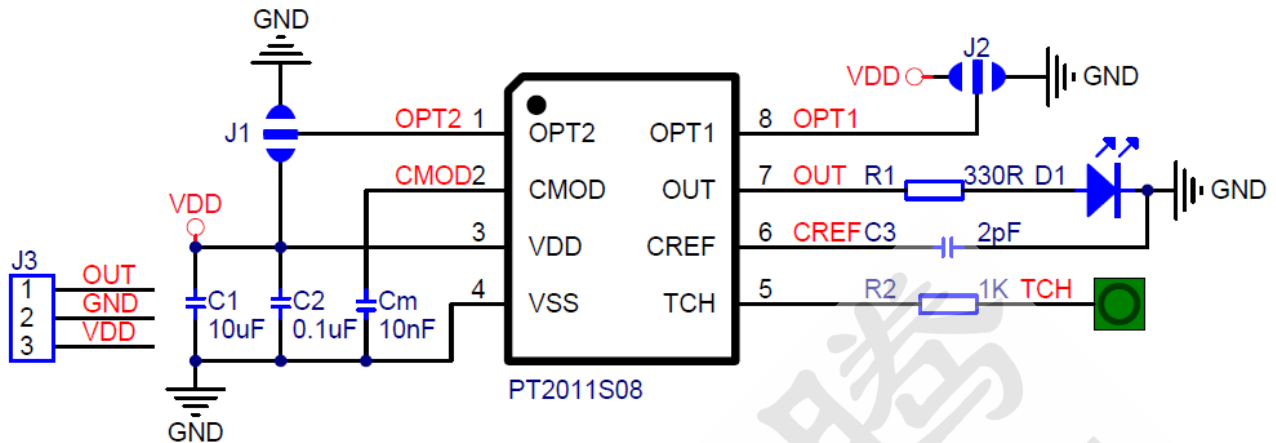 GND
J1
OPT2 1
CMOD2
VDD
3
4
J3
1 OUT
2 GND
3 VDD
C1
10uF
C2
0.1uF
Cm
10nF
GND
OPT2
CMOD
VDD
VSS
OPT1
OUT
CREF
TCH
PT2011S08
J2
VDD
GND
8 OPT1
7 OUT R1 330R D1
GND
6 CREF C3 2pF
5 R2 1K TCH
腾